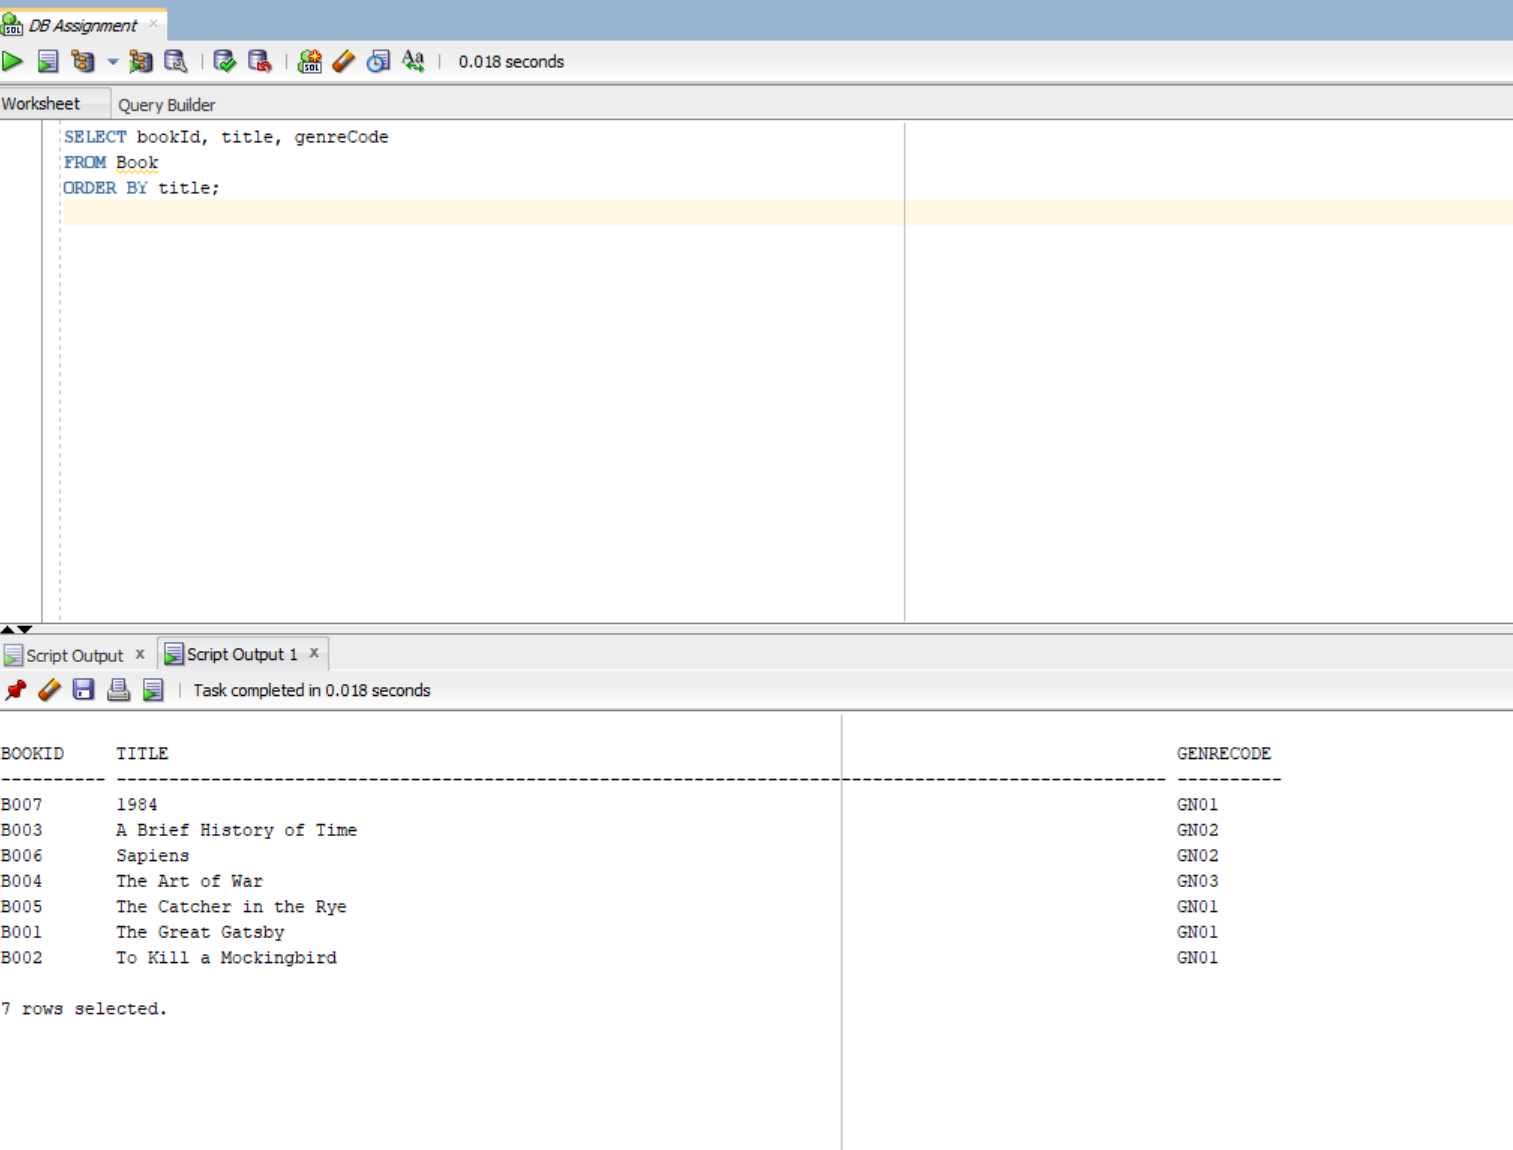 DB Assignment
0.018 seconds
Worksheet Query Builder
SELECT bookId, title, genreCode
FROM Book
ORDER BY title;
Script Output x Script Output 1 x
Task completed in 0.018 seconds
BOOKID TITLE GENRECODE
---------- ---------------------------------------------------------------------------------------------------- ----------
B007 1984 GN01
B003 A Brief History of Time GN02
B006 Sapiens GN02
B004 The Art of War GN03
B005 The Catcher in the Rye GN01
B001 The Great Gatsby GN01
B002 To Kill a Mockingbird GN01
7 rows selected.